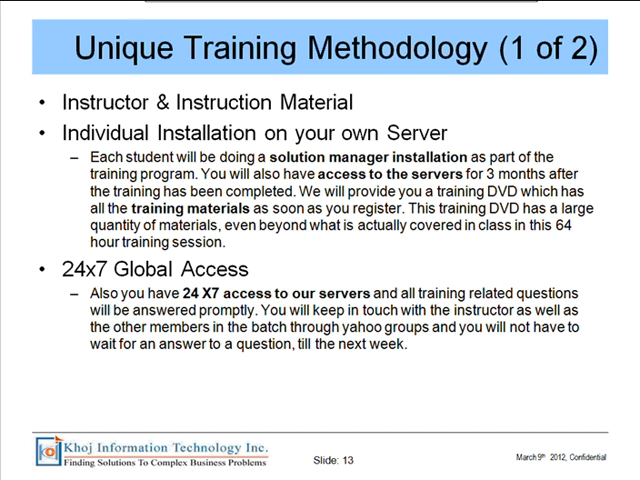 Unique Training Methodology (1 of 2)
• Instructor & Instruction Material
• Individual Installation on your own Server
– Each student will be doing a solution manager installation as part of the
training program. You will also have access to the servers for 3 months after
the training has been completed. We will provide you a training DVD which has
all the training materials as soon as you register. This training DVD has a large
quantity of materials, even beyond what is actually covered in class in this 64
hour training session.
• 24x7 Global Access
– Also you have 24 X7 access to our servers and all training related questions
will be answered promptly. You will keep in touch with the instructor as well as
the other members in the batch through yahoo groups and you will not have to
wait for an answer to a question, till the next week.
Khoj Information Technology Inc.
Finding Solutions To Complex Business Problems
Slide: 13
March 9th 2012, Confidential